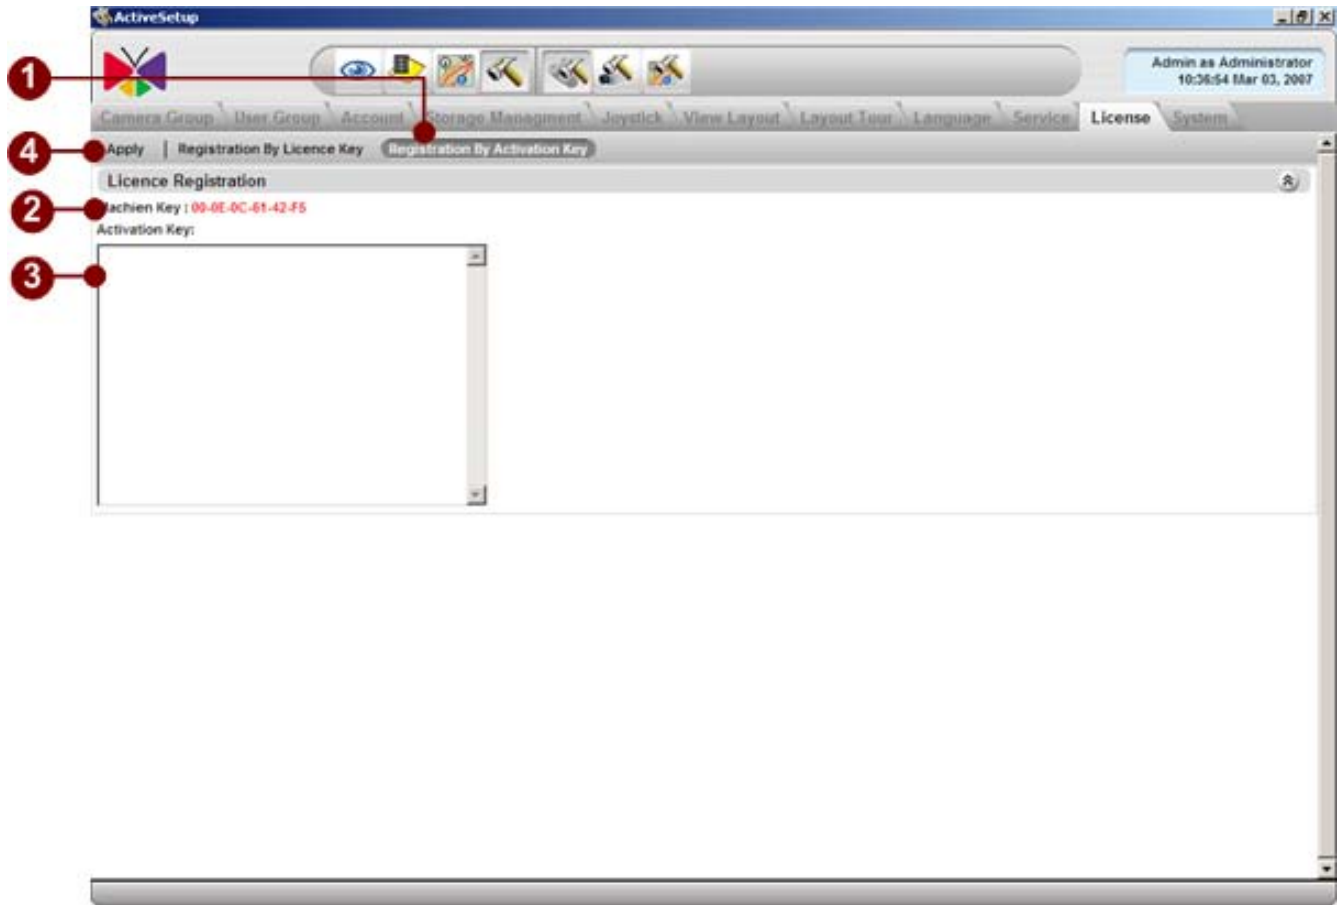 ActiveSetup
Admin as Administrator
10:36:54 Mar 03, 2007
1
Camera Group User Group Account Storage Managment Joystick View Layout Layout Tour Language Service License System
4 Apply | Registration By Licence Key Registration By Activation Key
Licence Registration
2 Machien Key : 00-0E-0C-61-42-F5
Activation Key:
3